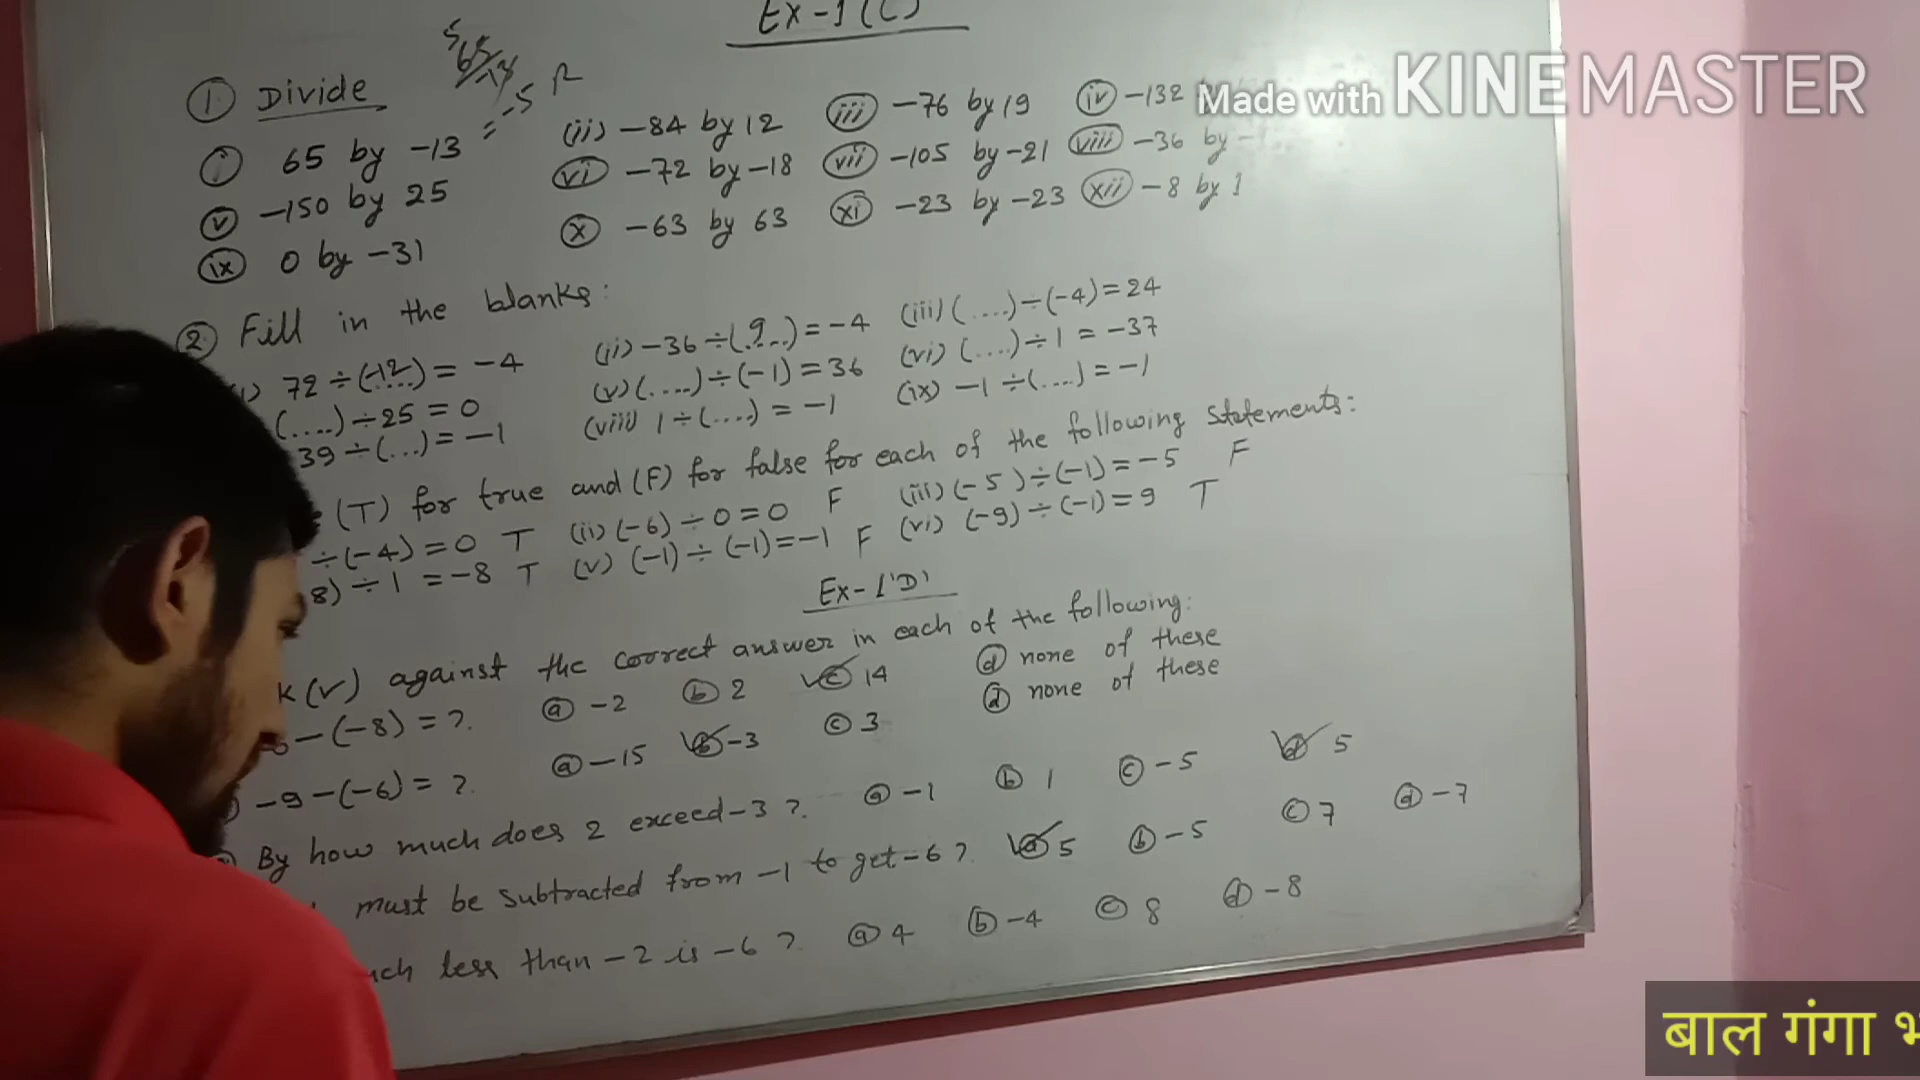 Ex-1(C)
① Divide
5
65/-13 = -5
(i) 65 by -13 (ii) -84 by 12 (iii) -76 by 19 (iv) -132
(v) -150 by 25 (vi) -72 by -18 (vii) -105 by -21 (viii) -36 by -
(ix) 0 by -31 (x) -63 by 63 (xi) -23 by -23 (xii) -8 by 1
② Fill in the blanks:
72÷(-12)= -4 (ii) -36÷(9...)= -4 (iii) (....)÷(-4)=24
(....)÷25=0 (v) (....)÷(-1)=36 (vi) (....)÷1 = -37
39÷(...)= -1 (viii) 1÷(....) = -1 (ix) -1÷(....) = -1
(T) for true and (F) for false for each of the following statements:
÷(-4)=0 T (ii) (-6)÷0=0 F (iii) (-5)÷(-1)= -5 F
8)÷1 = -8 T (v) (-1)÷(-1)= -1 F (vi) (-9)÷(-1)=9 T
Ex-1'D'
k(✓) against the correct answer in each of the following:
-(-8) = ?. (a) -2 (b) 2 ✓(c) 14 (d) none of these
-9-(-6)= ?. (a) -15 ✓(b) -3 (c) 3 (d) none of these
By how much does 2 exceed -3 ?. (a) -1 (b) 1 (c) -5 ✓(d) 5
must be subtracted from -1 to get -6 ?. ✓(a) 5 (b) -5 (c) 7 (d) -7
uch less than -2 is -6 ?. (a) 4 (b) -4 (c) 8 (d) -8
Made with KINEMASTER
बाल गंगा